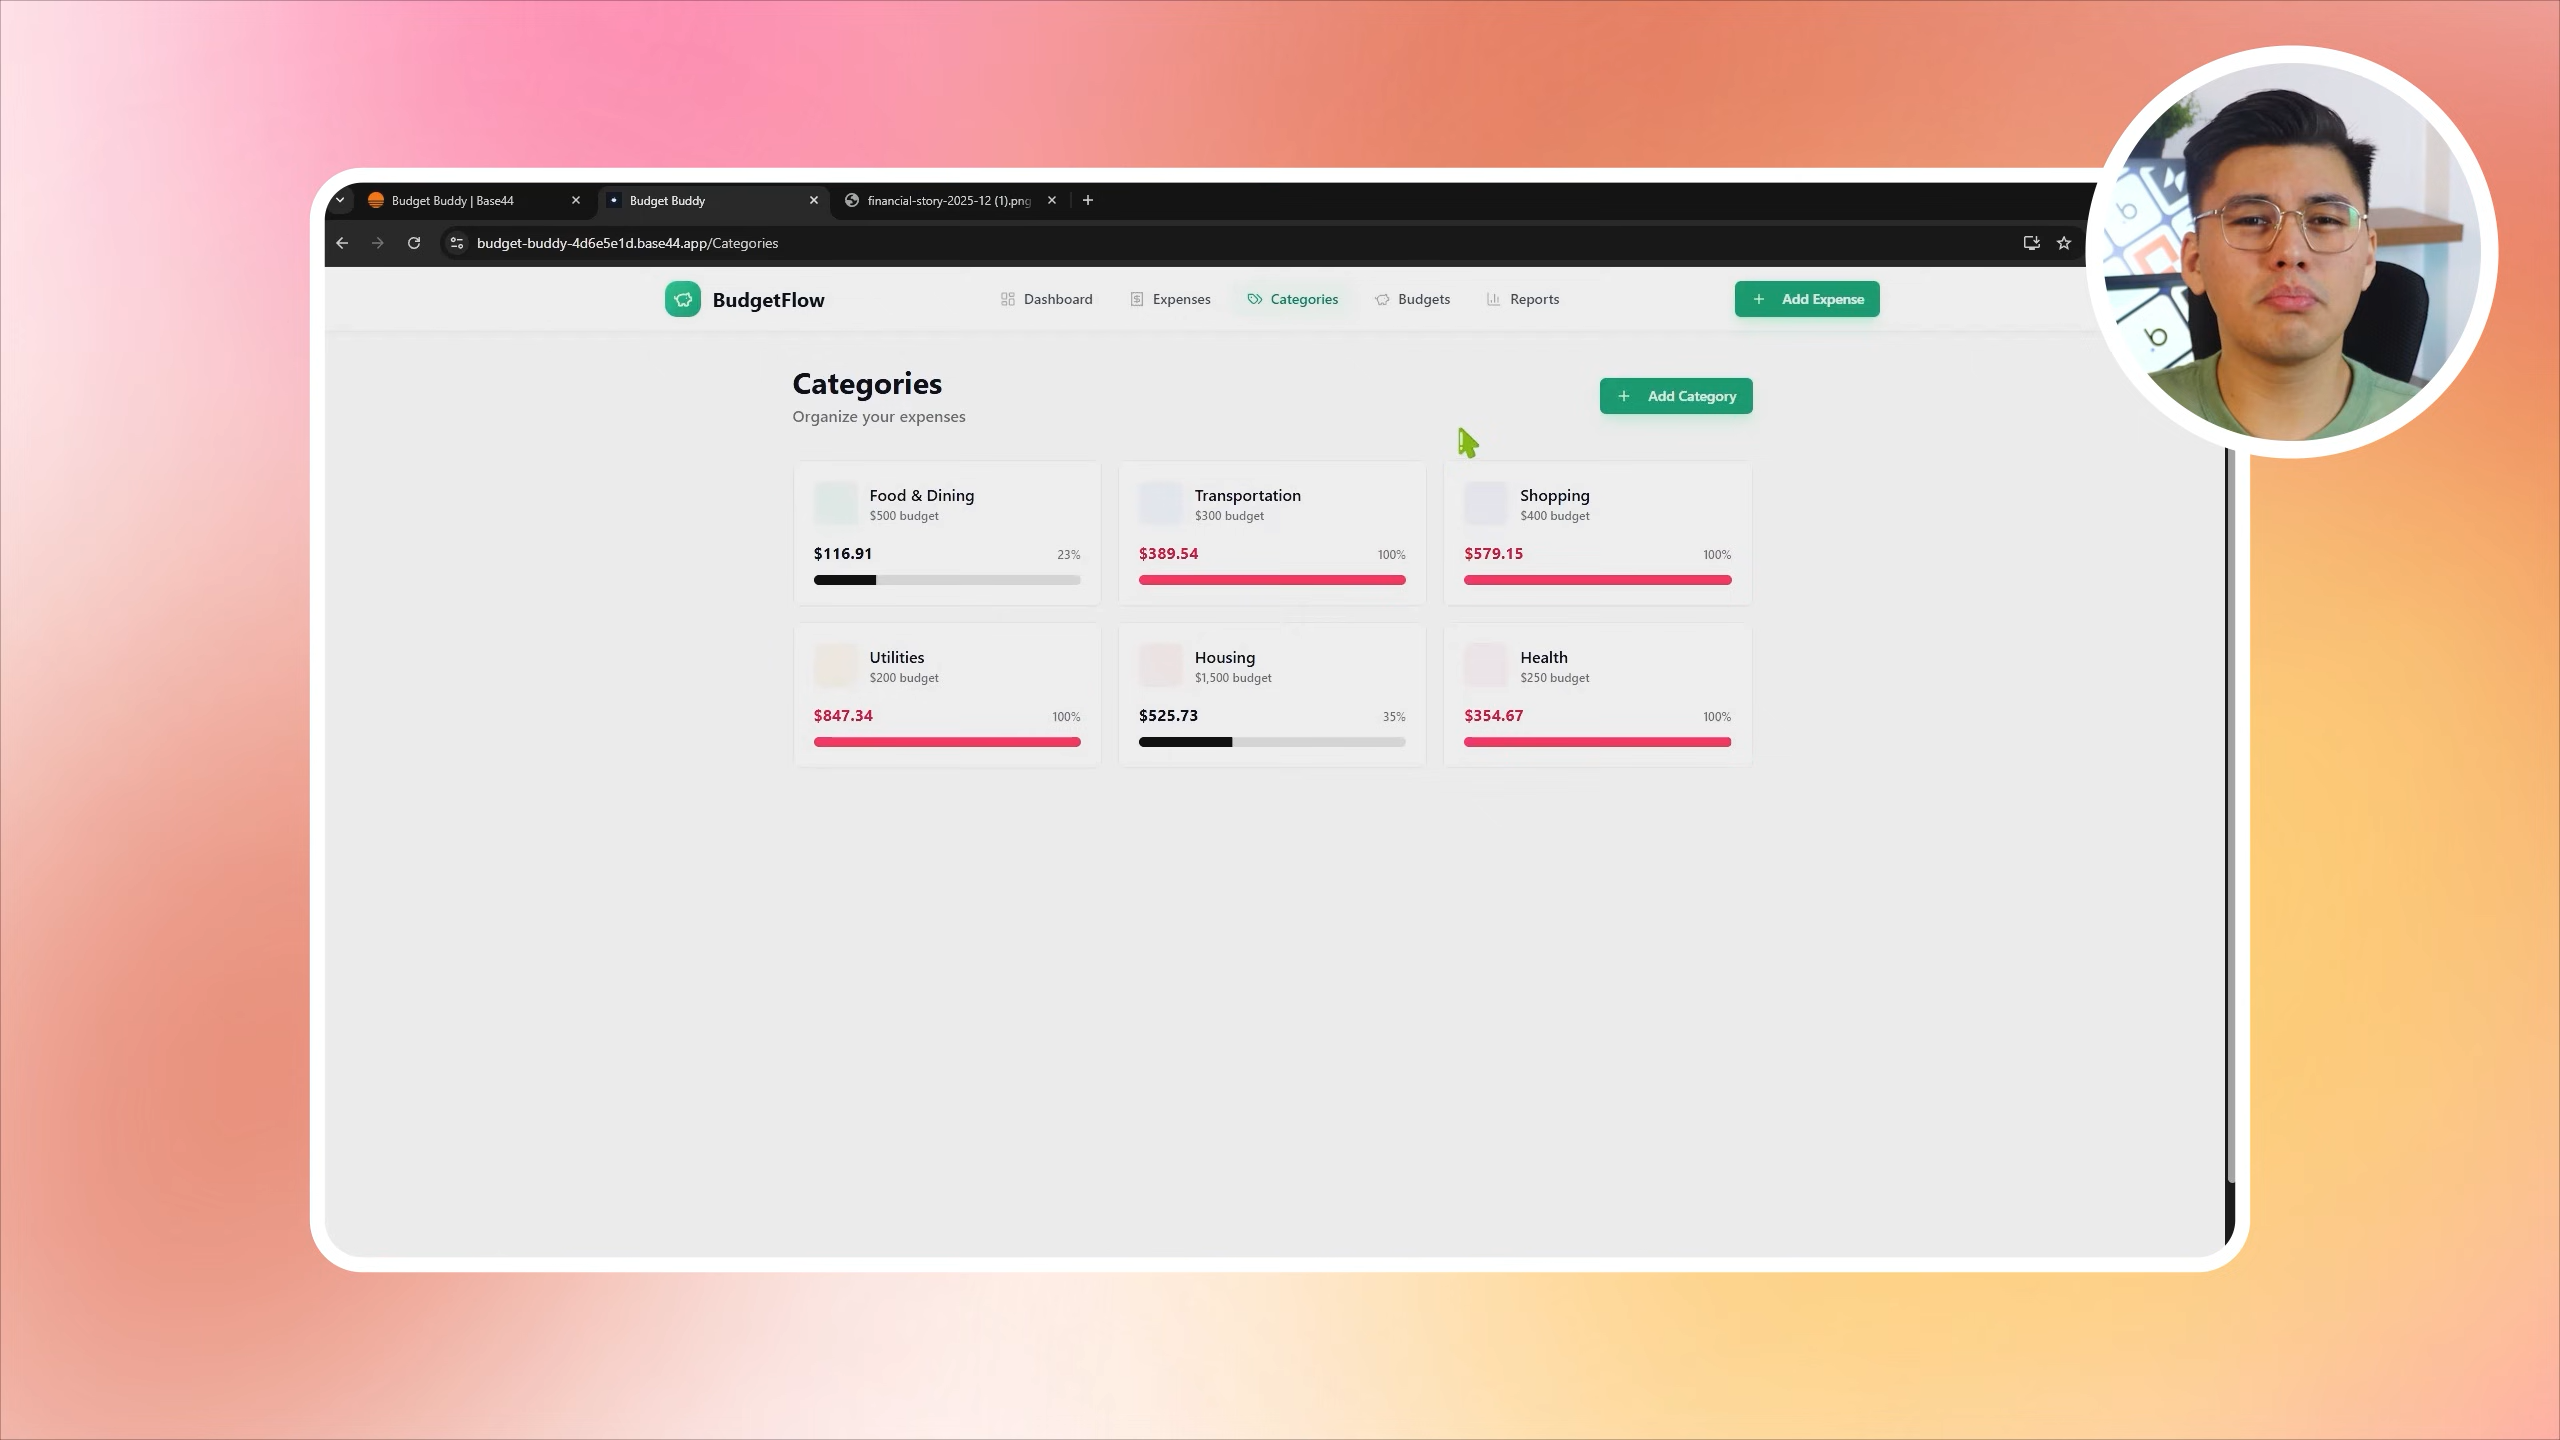 Budget Buddy | Base44
Budget Buddy
financial-story-2025-12 (1).png
budget-buddy-4d6e5e1d.base44.app/Categories
BudgetFlow
Dashboard
Expenses
Categories
Budgets
Reports
Add Expense
Categories
Organize your expenses
Add Category
Food & Dining
$500 budget
$116.91
23%
Transportation
$300 budget
$389.54
100%
Shopping
$400 budget
$579.15
100%
Utilities
$200 budget
$847.34
100%
Housing
$1,500 budget
$525.73
35%
Health
$250 budget
$354.67
100%